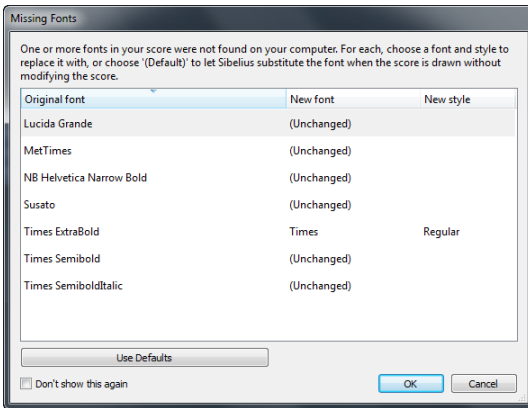 Missing Fonts
One or more fonts in your score were not found on your computer. For each, choose a font and style to
replace it with, or choose '(Default)' to let Sibelius substitute the font when the score is drawn without
modifying the score.
Original font New font New style
Lucida Grande (Unchanged)
MetTimes (Unchanged)
NB Helvetica Narrow Bold (Unchanged)
Susato (Unchanged)
Times ExtraBold Times Regular
Times Semibold (Unchanged)
Times SemiboldItalic (Unchanged)
Use Defaults
Don't show this again OK Cancel